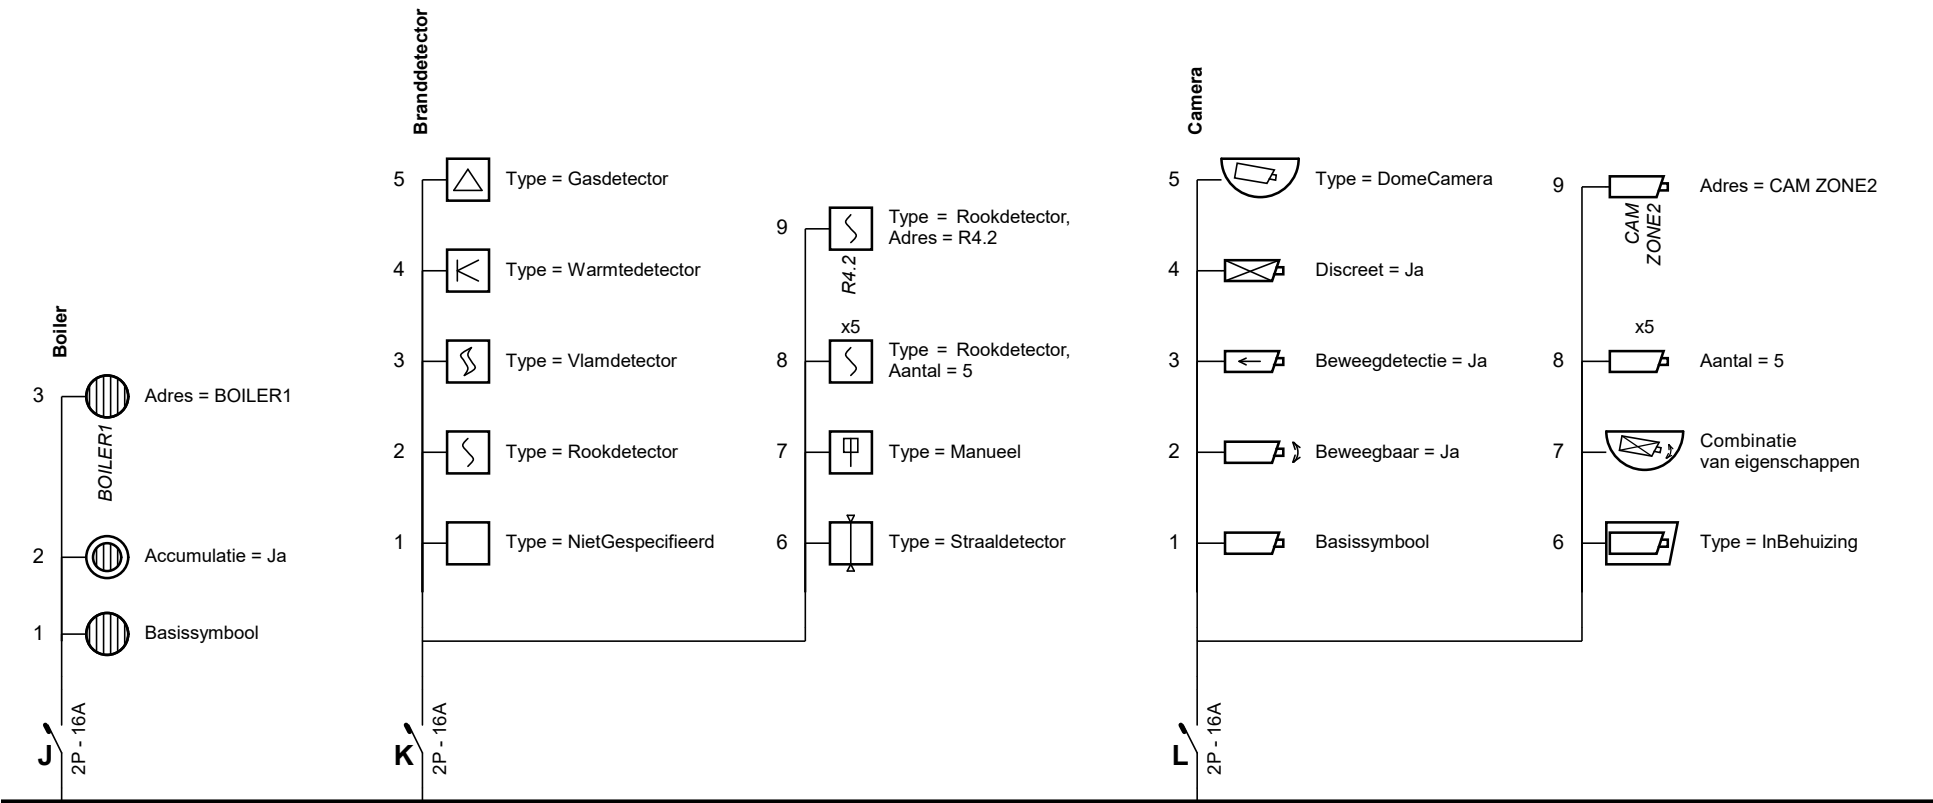 Boiler
3 Adres = BOILER1
BOILER1
2 Accumulatie = Ja
1 Basissymbool
J 2P - 16A
Branddetector
5 Type = Gasdetector
4 Type = Warmtedetector
3 Type = Vlamdetector
2 Type = Rookdetector
1 Type = NietGespecifieerd
9 Type = Rookdetector,
Adres = R4.2
R4.2
x5
8 Type = Rookdetector,
Aantal = 5
7 Type = Manueel
6 Type = Straaldetector
K 2P - 16A
Camera
5 Type = DomeCamera
4 Discreet = Ja
3 Beweegdetectie = Ja
2 Beweegbaar = Ja
1 Basissymbool
9 Adres = CAM ZONE2
CAM
ZONE2
x5
8 Aantal = 5
7 Combinatie
van eigenschappen
6 Type = InBehuizing
L 2P - 16A